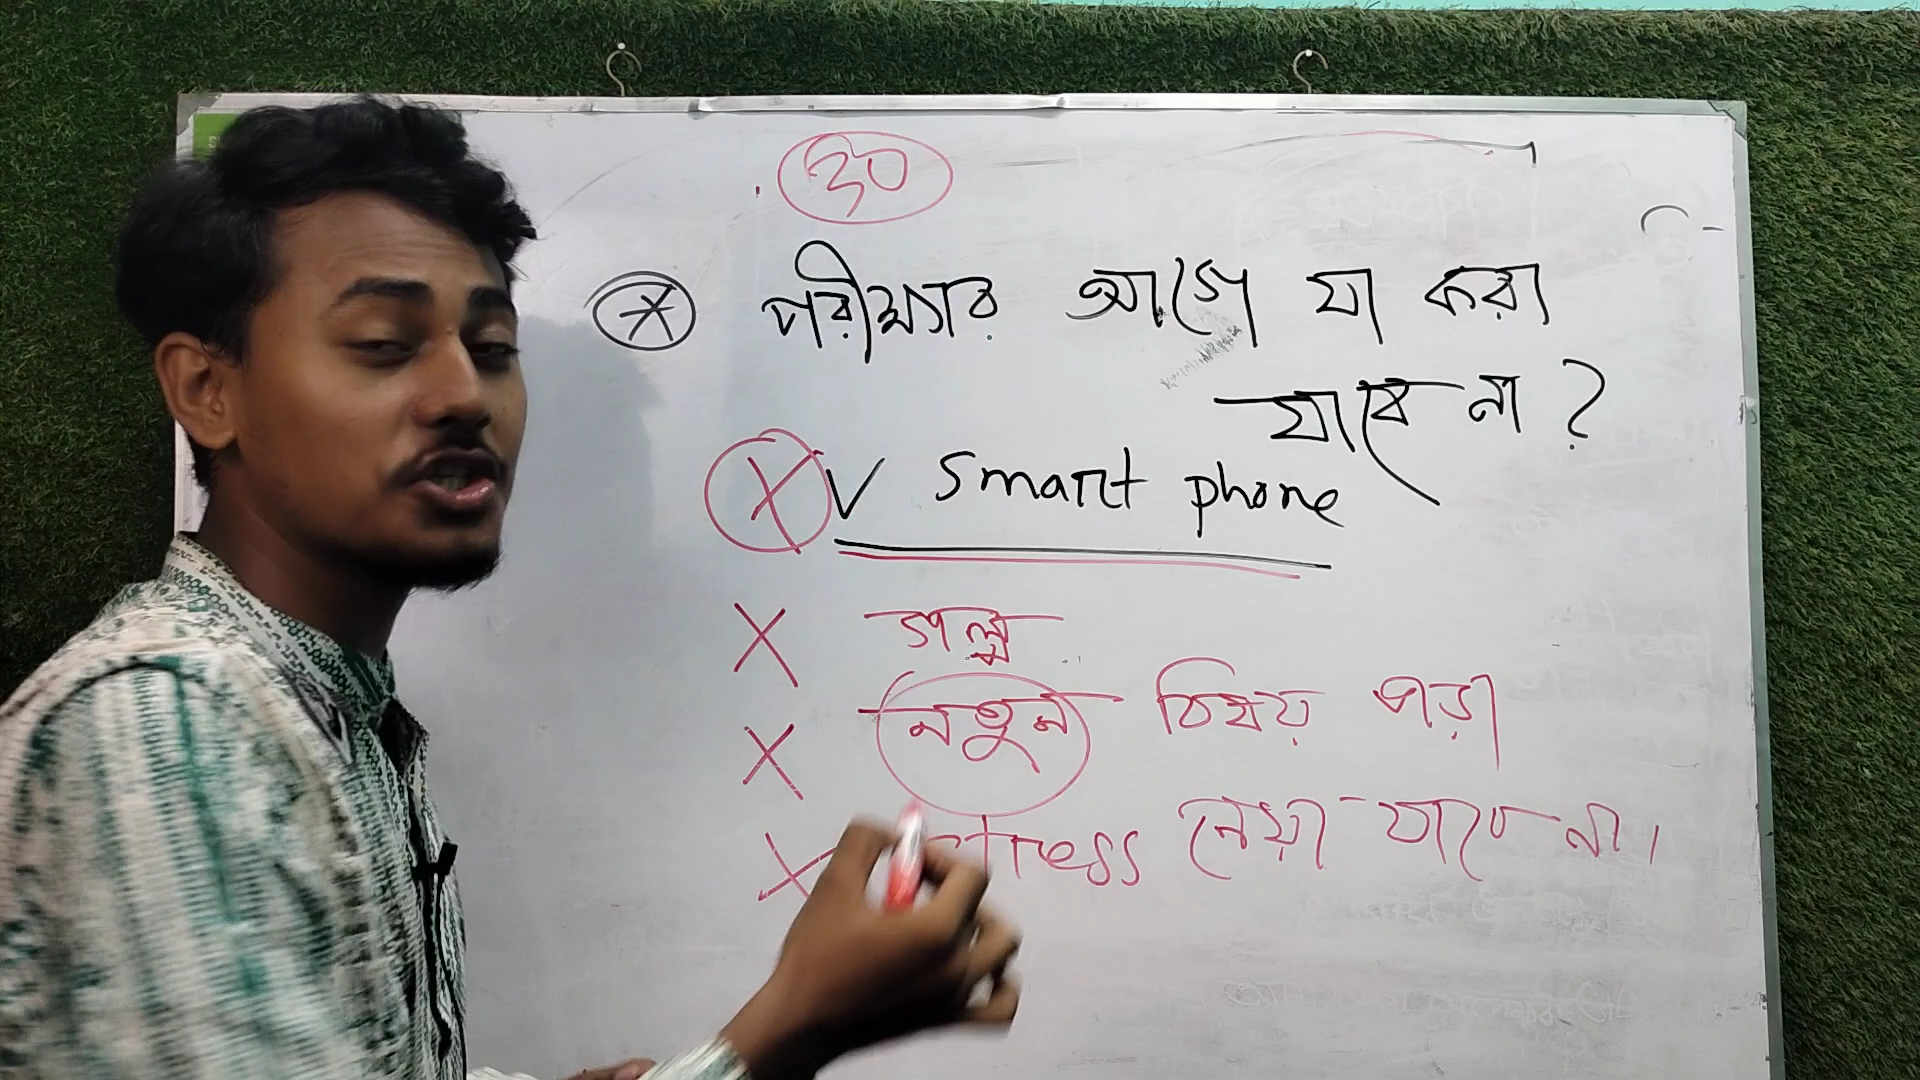 ৩০
পরীক্ষার আগে যা করা
যাবে না ?
X V Smart phone
X গল্প
X নতুন বিষয় পড়া
X stress নেয়া যাবে না।